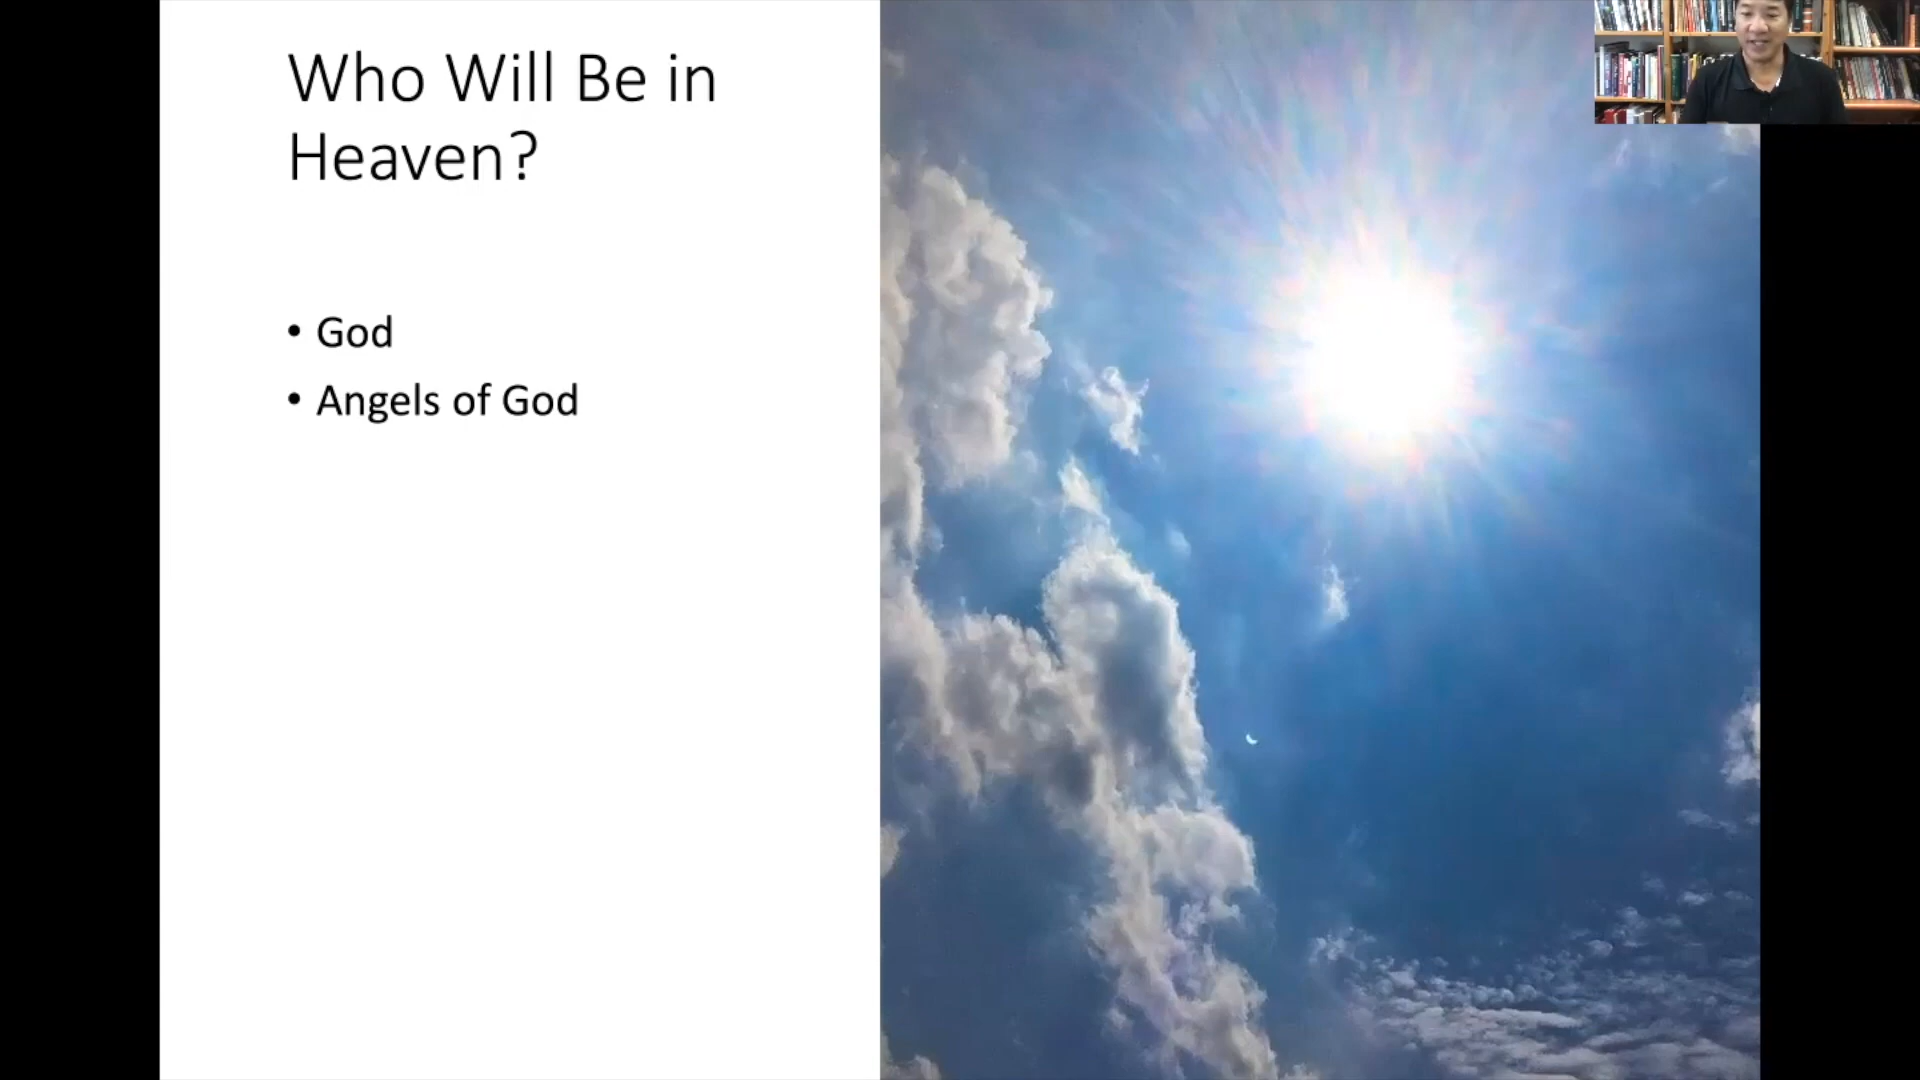 Who Will Be in
Heaven?
• God
• Angels of God